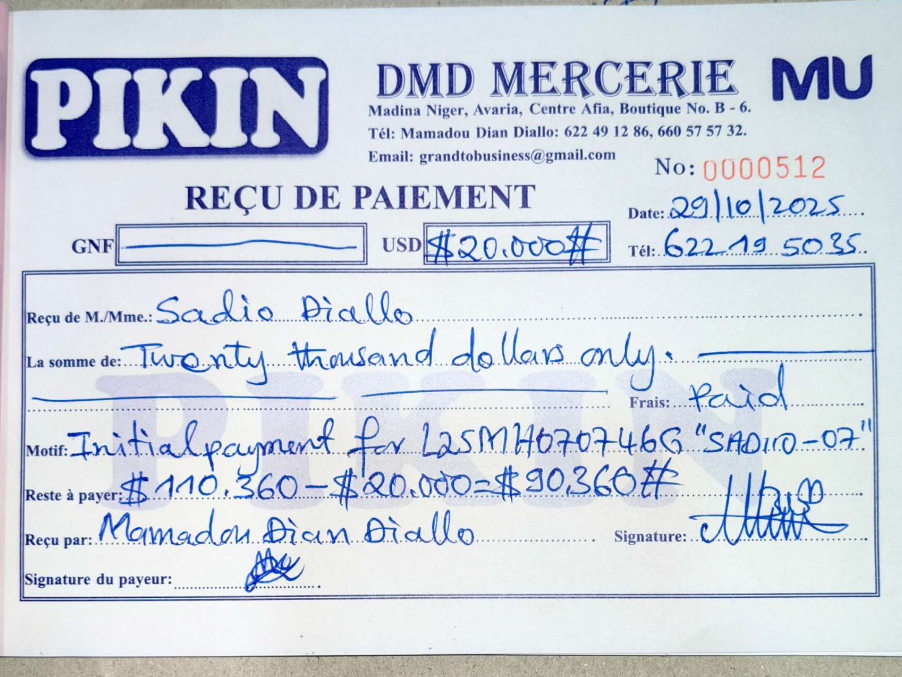 PIKIN
DMD MERCERIE
MU
Madina Niger, Avaria, Centre Afia, Boutique No. B - 6.
Tél: Mamadou Dian Diallo: 622 49 12 86, 660 57 57 32.
Email: grandtobusiness@gmail.com
No: 0000512
REÇU DE PAIEMENT
Date: 29/10/2025
GNF USD $20.000#
Tél: 622 19 50 35
Reçu de M./Mme.: Sadio Diallo
La somme de: Twenty thousand dollars only.
Frais: Paid
Motif: Initial payment for L25MH070746G "SADIO-07"
Reste à payer: $110.360-$20.000=$90.360#
Reçu par: Mamadou Dian Diallo Signature:
Signature du payeur:
PIKIN